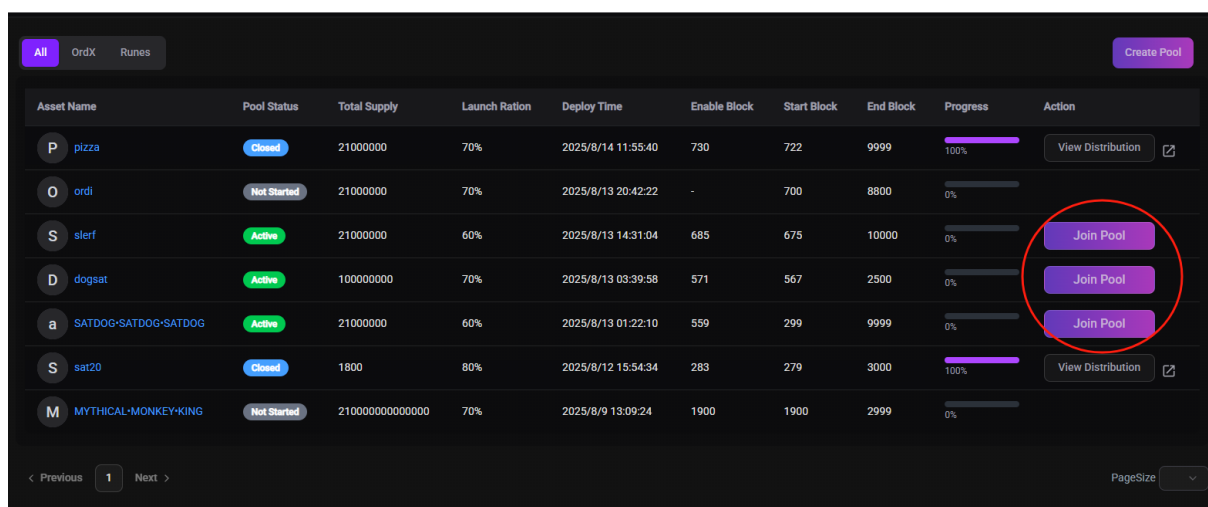 All OrdX Runes Create Pool
Asset Name Pool Status Total Supply Launch Ration Deploy Time Enable Block Start Block End Block Progress Action
P pizza Closed 21000000 70% 2025/8/14 11:55:40 730 722 9999 100% View Distribution
O ordi Not Started 21000000 70% 2025/8/13 20:42:22 - 700 8800 0%
S slerf Active 21000000 60% 2025/8/13 14:31:04 685 675 10000 0% Join Pool
D dogsat Active 100000000 70% 2025/8/13 03:39:58 571 567 2500 0% Join Pool
a SATDOG•SATDOG•SATDOG Active 21000000 60% 2025/8/13 01:22:10 559 299 9999 0% Join Pool
S sat20 Closed 1800 80% 2025/8/12 15:54:34 283 279 3000 100% View Distribution
M MYTHICAL•MONKEY•KING Not Started 210000000000000 70% 2025/8/9 13:09:24 1900 1900 2999 0%
< Previous 1 Next > PageSize